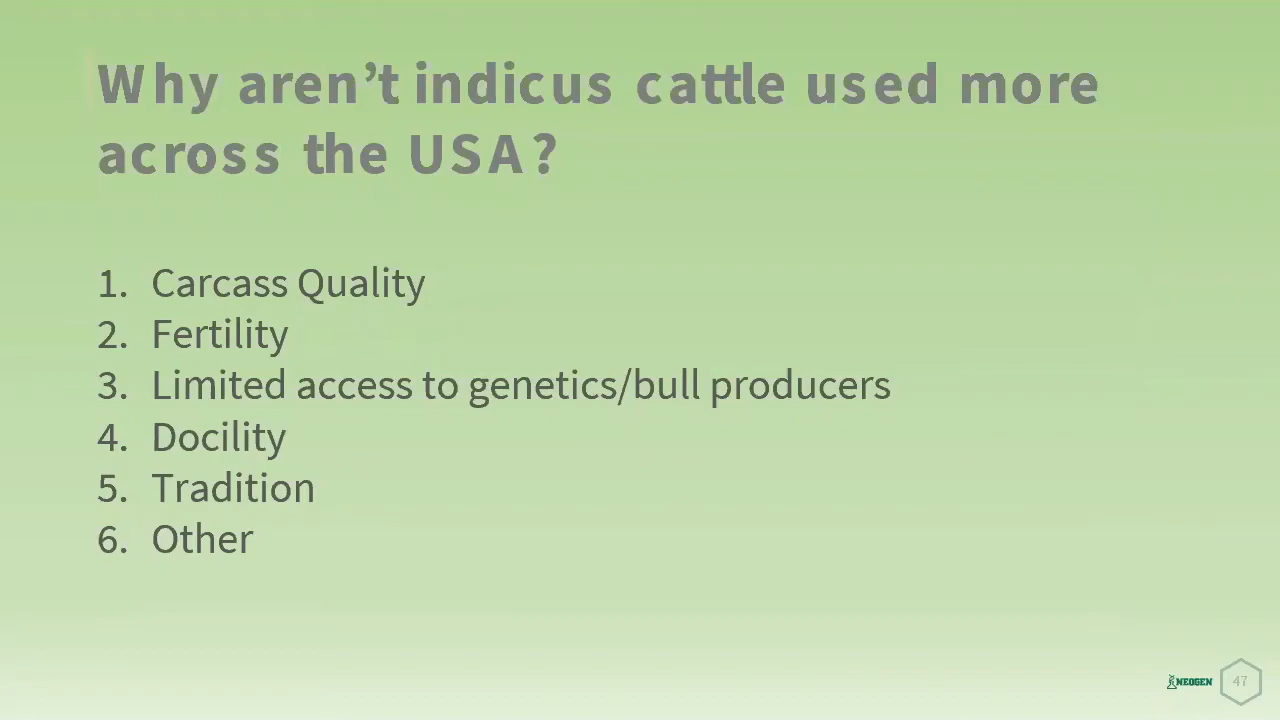 Why aren’t indicus cattle used more
across the USA?
1. Carcass Quality
2. Fertility
3. Limited access to genetics/bull producers
4. Docility
5. Tradition
6. Other
NEOGEN
47